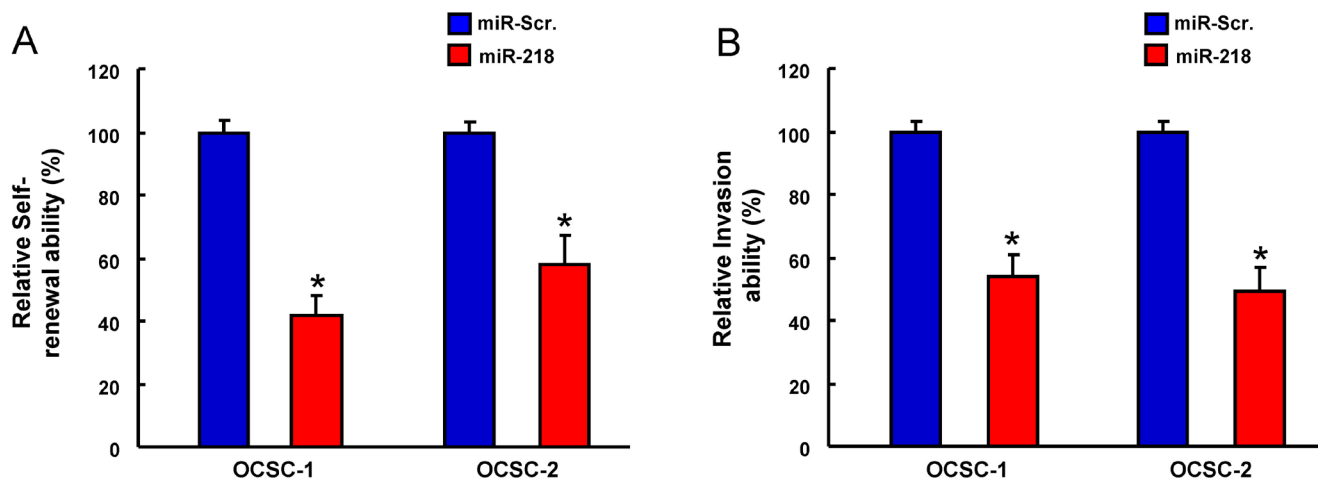 A
miR-Scr.
miR-218
Relative Self-
renewal ability (%)
120
100
80
60
40
20
0
*
*
OCSC-1
OCSC-2
B
miR-Scr.
miR-218
Relative Invasion
ability (%)
120
100
80
60
40
20
0
*
*
OCSC-1
OCSC-2